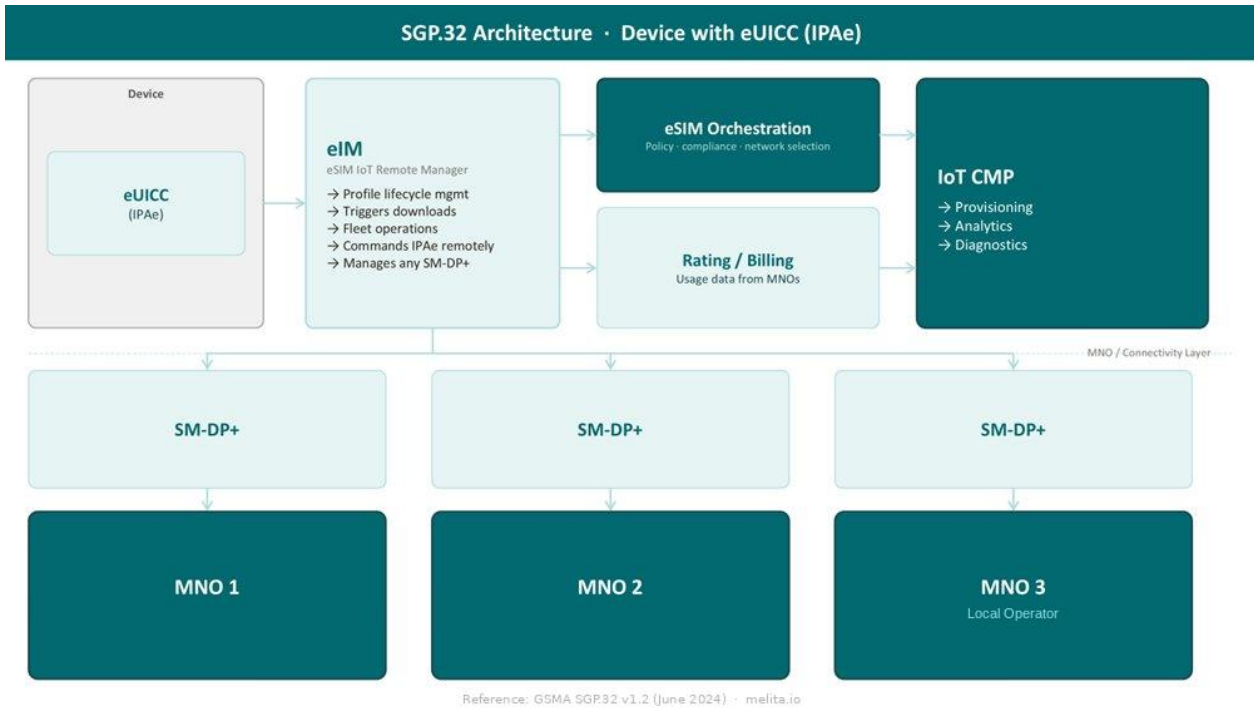 SGP.32 Architecture · Device with eUICC (IPAe)
Device
eUICC
(IPAe)
eIM
eSIM IoT Remote Manager
→ Profile lifecycle mgmt
→ Triggers downloads
→ Fleet operations
→ Commands IPAe remotely
→ Manages any SM-DP+
eSIM Orchestration
Policy · compliance · network selection
Rating / Billing
Usage data from MNOs
IoT CMP
→ Provisioning
→ Analytics
→ Diagnostics
MNO / Connectivity Layer
SM-DP+
SM-DP+
SM-DP+
MNO 1
MNO 2
MNO 3
Local Operator
Reference: GSMA SGP.32 v1.2 (June 2024) · melita.io